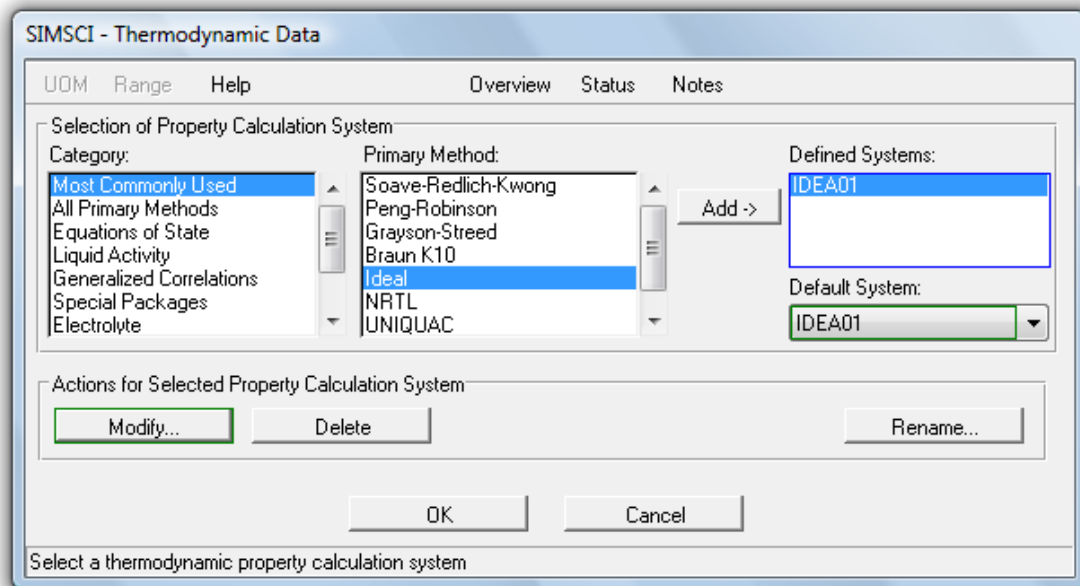 SIMSCI - Thermodynamic Data
UOM Range Help Overview Status Notes
Selection of Property Calculation System
Category:
Most Commonly Used
All Primary Methods
Equations of State
Liquid Activity
Generalized Correlations
Special Packages
Electrolyte
Primary Method:
Soave-Redlich-Kwong
Peng-Robinson
Grayson-Streed
Braun K10
Ideal
NRTL
UNIQUAC
Add ->
Defined Systems:
IDEA01
Default System:
IDEA01
Actions for Selected Property Calculation System
Modify... Delete Rename...
OK Cancel
Select a thermodynamic property calculation system